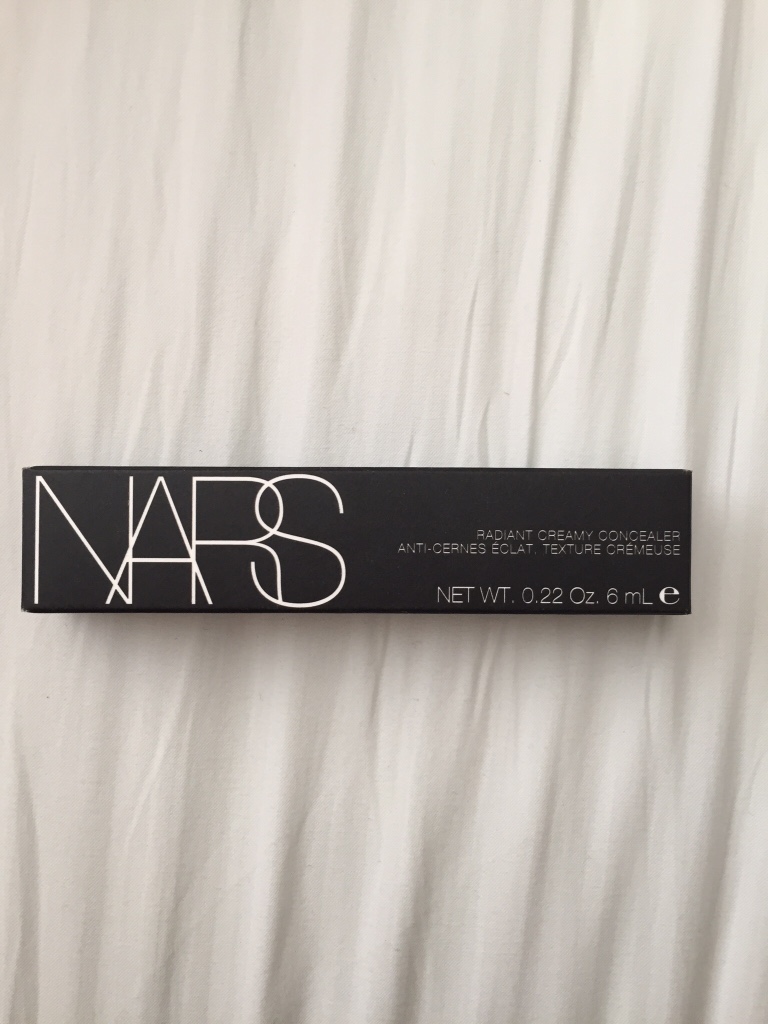 NARS
RADIANT CREAMY CONCEALER
ANTI-CERNES ÉCLAT. TEXTURE CRÉMEUSE
NET WT. 0.22 Oz. 6 mL ℮